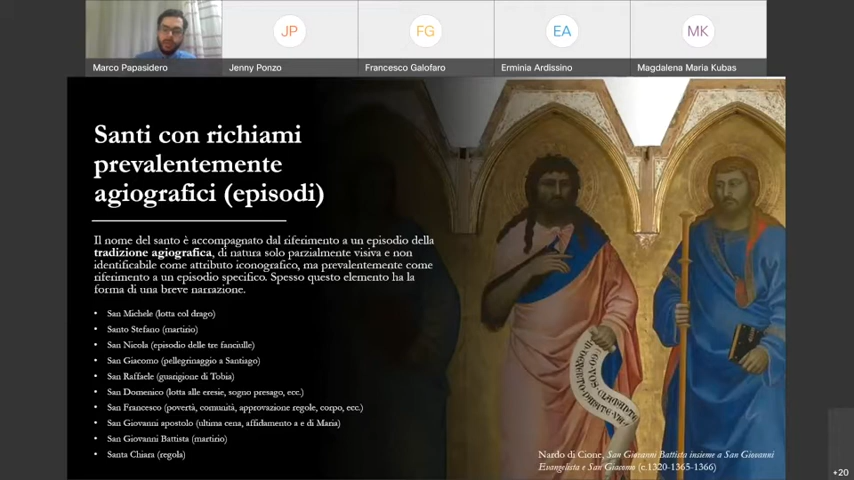 JP
FG
EA
MK
Marco Papasidero
Jenny Ponzo
Francesco Galofaro
Erminia Ardissino
Magdalena Maria Kubas
Santi con richiami
prevalentemente
agiografici (episodi)
Il nome del santo è accompagnato dal riferimento a un episodio della
tradizione agiografica, di natura solo parzialmente visiva e non
identificabile come attributo iconografico, ma prevalentemente come
riferimento a un episodio specifico. Spesso questo elemento ha la
forma di una breve narrazione.
• San Michele (lotta col drago)
• Santo Stefano (martirio)
• San Nicola (episodio delle tre fanciulle)
• San Giacomo (pellegrinaggio a Santiago)
• San Raffaele (guarigione di Tobia)
• San Domenico (lotta alle eresie, sogno presago, ecc.)
• San Francesco (povertà, comunità, approvazione regole, corpo, ecc.)
• San Giovanni apostolo (ultima cena, affidamento a e di Maria)
• San Giovanni Battista (martirio)
• Santa Chiara (regola)
Nardo di Cione, San Giovanni Battista insieme a San Giovanni
Evangelista e San Giacomo (c.1320-1365-1366)
+20